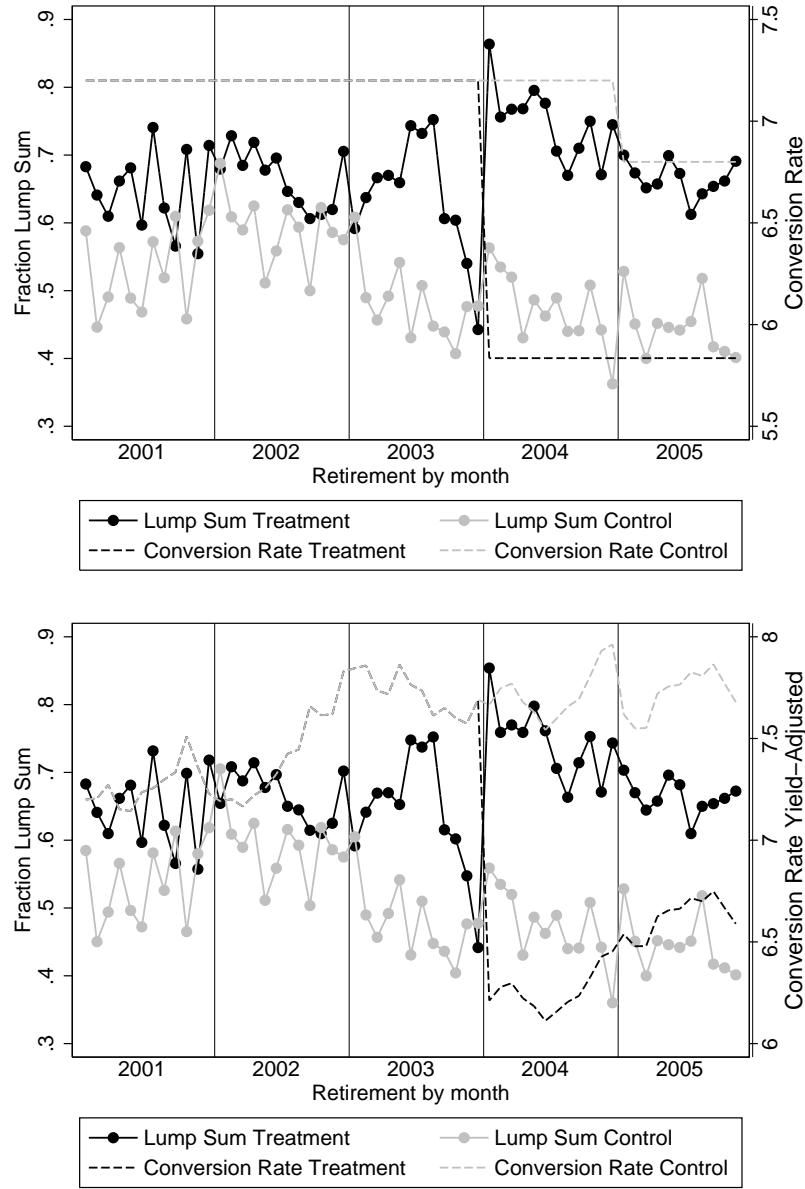 .9
.8
.7
.6
.5
.4
.3
Fraction Lump Sum
7.5
7
6.5
6
5.5
Conversion Rate
2001 2002 2003 2004 2005
Retirement by month
Lump Sum Treatment Lump Sum Control
Conversion Rate Treatment Conversion Rate Control
.9
.8
.7
.6
.5
.4
.3
Fraction Lump Sum
8
7.5
7
6.5
6
Conversion Rate Yield−Adjusted
2001 2002 2003 2004 2005
Retirement by month
Lump Sum Treatment Lump Sum Control
Conversion Rate Treatment Conversion Rate Control